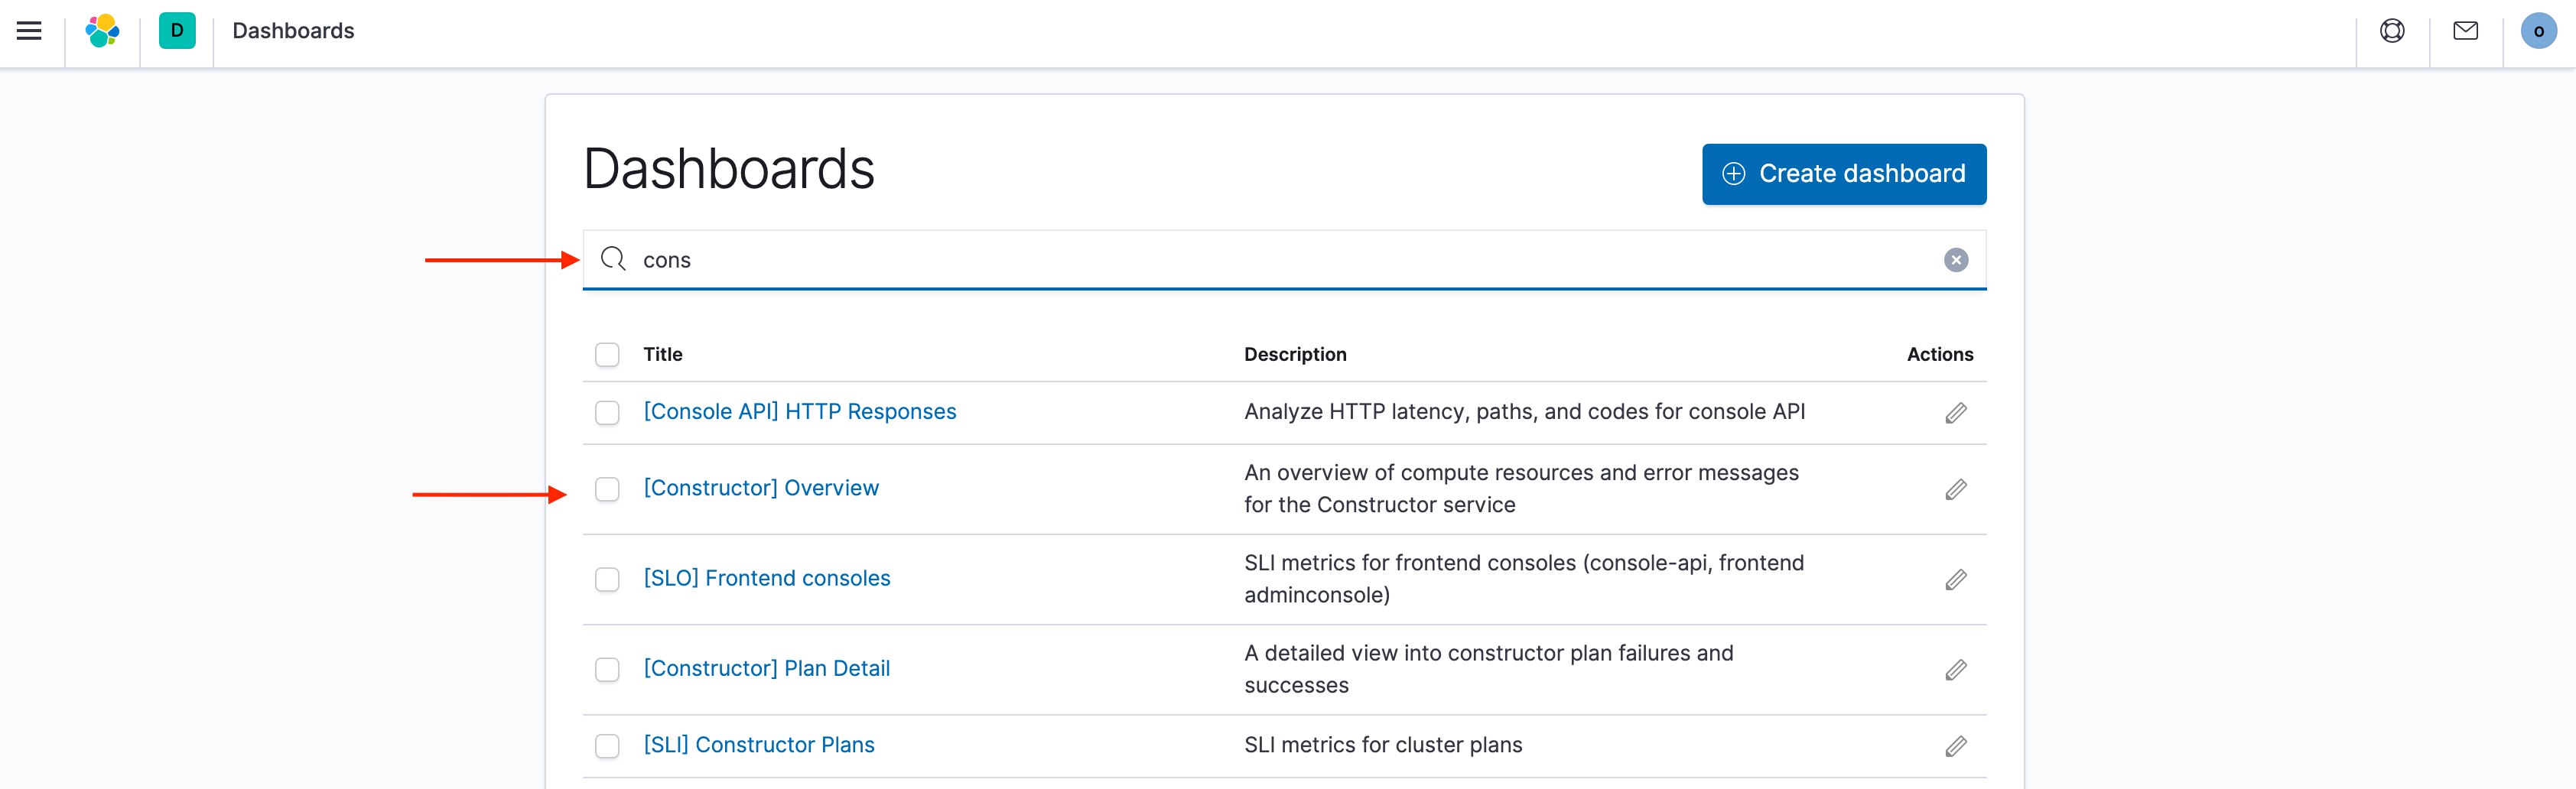 D Dashboards o
Dashboards
Create dashboard
cons
Title Description Actions
[Console API] HTTP Responses Analyze HTTP latency, paths, and codes for console API
[Constructor] Overview An overview of compute resources and error messages
for the Constructor service
[SLO] Frontend consoles SLI metrics for frontend consoles (console-api, frontend
adminconsole)
[Constructor] Plan Detail A detailed view into constructor plan failures and
successes
[SLI] Constructor Plans SLI metrics for cluster plans